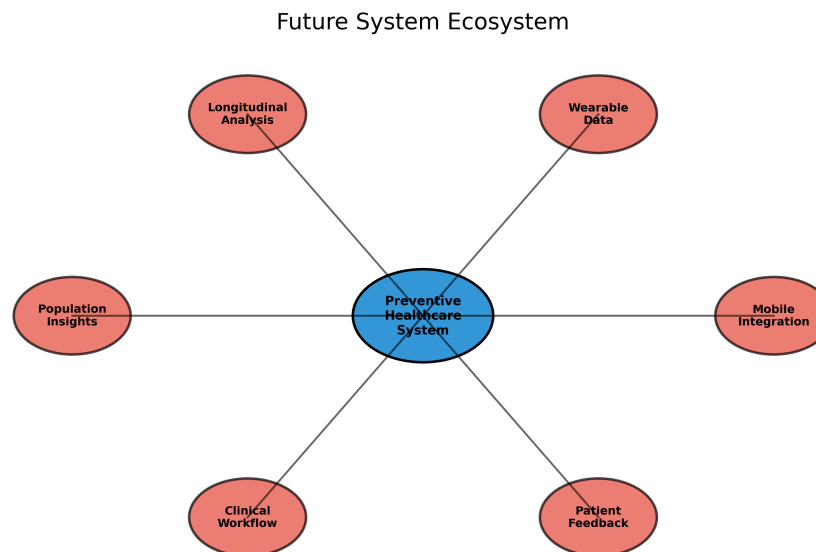 Future System Ecosystem
Longitudinal
Analysis
Wearable
Data
Population
Insights
Preventive
Healthcare
System
Mobile
Integration
Clinical
Workflow
Patient
Feedback